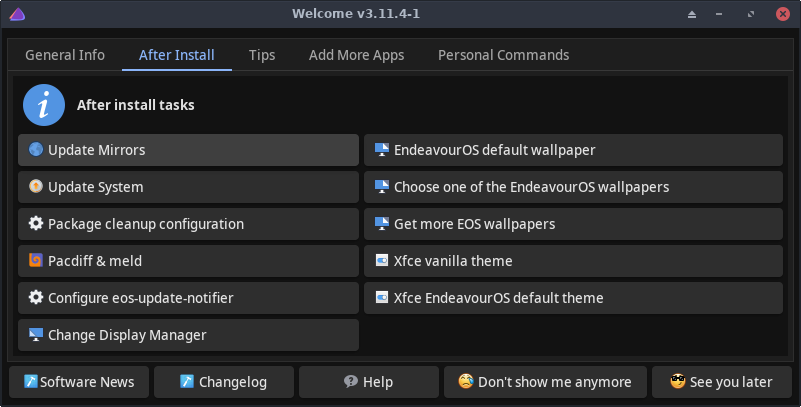 Welcome v3.11.4-1
General Info After Install Tips Add More Apps Personal Commands
After install tasks
Update Mirrors EndeavourOS default wallpaper
Update System Choose one of the EndeavourOS wallpapers
Package cleanup configuration Get more EOS wallpapers
Pacdiff & meld Xfce vanilla theme
Configure eos-update-notifier Xfce EndeavourOS default theme
Change Display Manager
Software News Changelog Help Don't show me anymore See you later